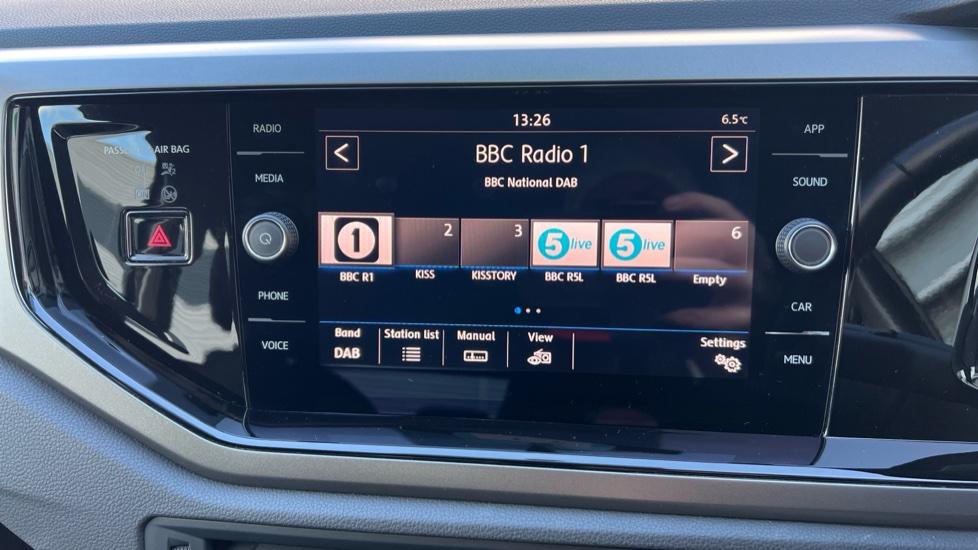 13:26
6.5°C
BBC Radio 1
BBC National DAB
1
2
3
5 live
5 live
6
BBC R1
KISS
KISSTORY
BBC R5L
BBC R5L
Empty
Band
DAB
Station list
Manual
View
Settings
AIR BAG
RADIO
MEDIA
PHONE
VOICE
APP
SOUND
CAR
MENU